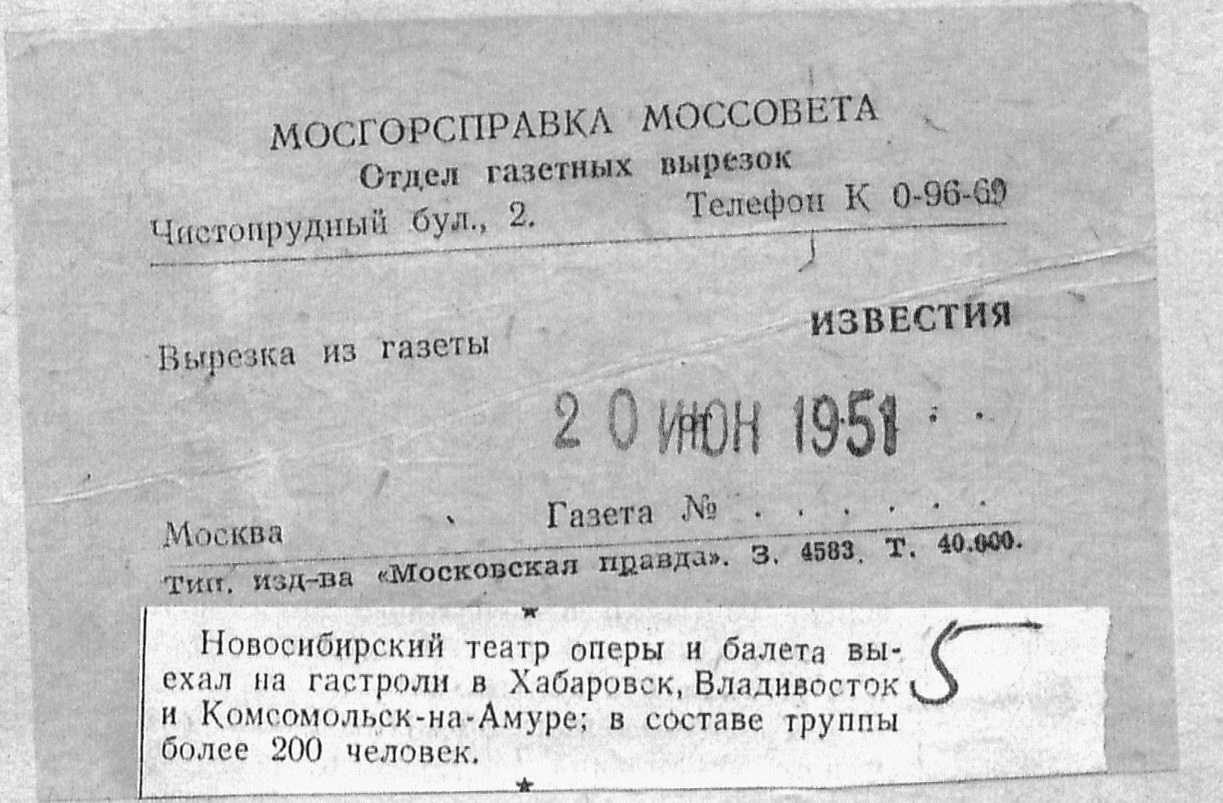 МОСГОРСПРАВКА МОССОВЕТА
Отдел газетных вырезок
Чистопрудный бул., 2. Телефон К 0-96-69
Вырезка из газеты ИЗВЕСТИЯ
20 ИЮН 1951 . .
Москва Газета № . . . . . .
Тип. изд-ва «Московская правда». З. 4583. Т. 40.000.
Новосибирский театр оперы и балета вы-
ехал на гастроли в Хабаровск, Владивосток
и Комсомольск-на-Амуре; в составе труппы
более 200 человек.
5